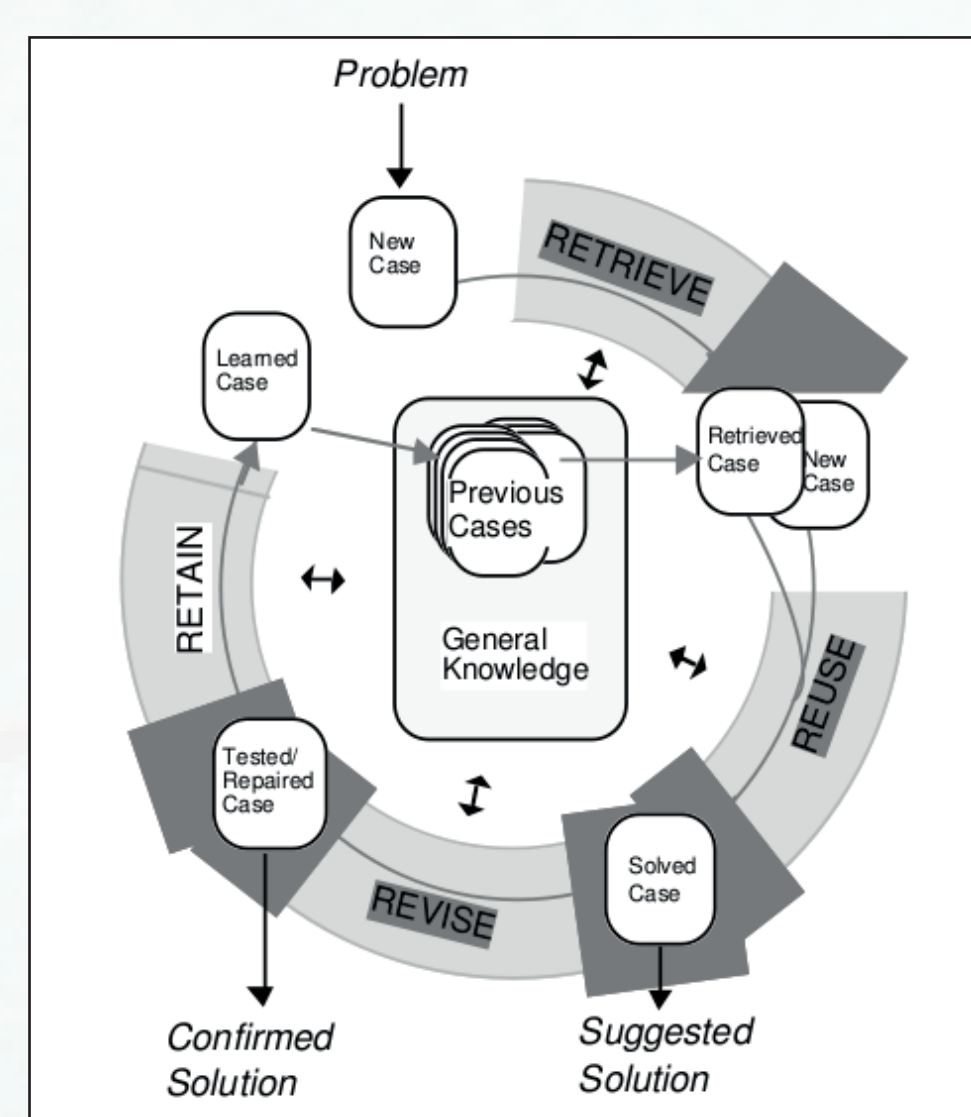 Problem
New
Case
RETRIEVE
Learned
Case
Retrieved
Case
New
Case
Previous
Cases
RETAIN
General
Knowledge
REUSE
Tested/
Repaired
Case
Solved
Case
REVISE
Confirmed
Solution
Suggested
Solution